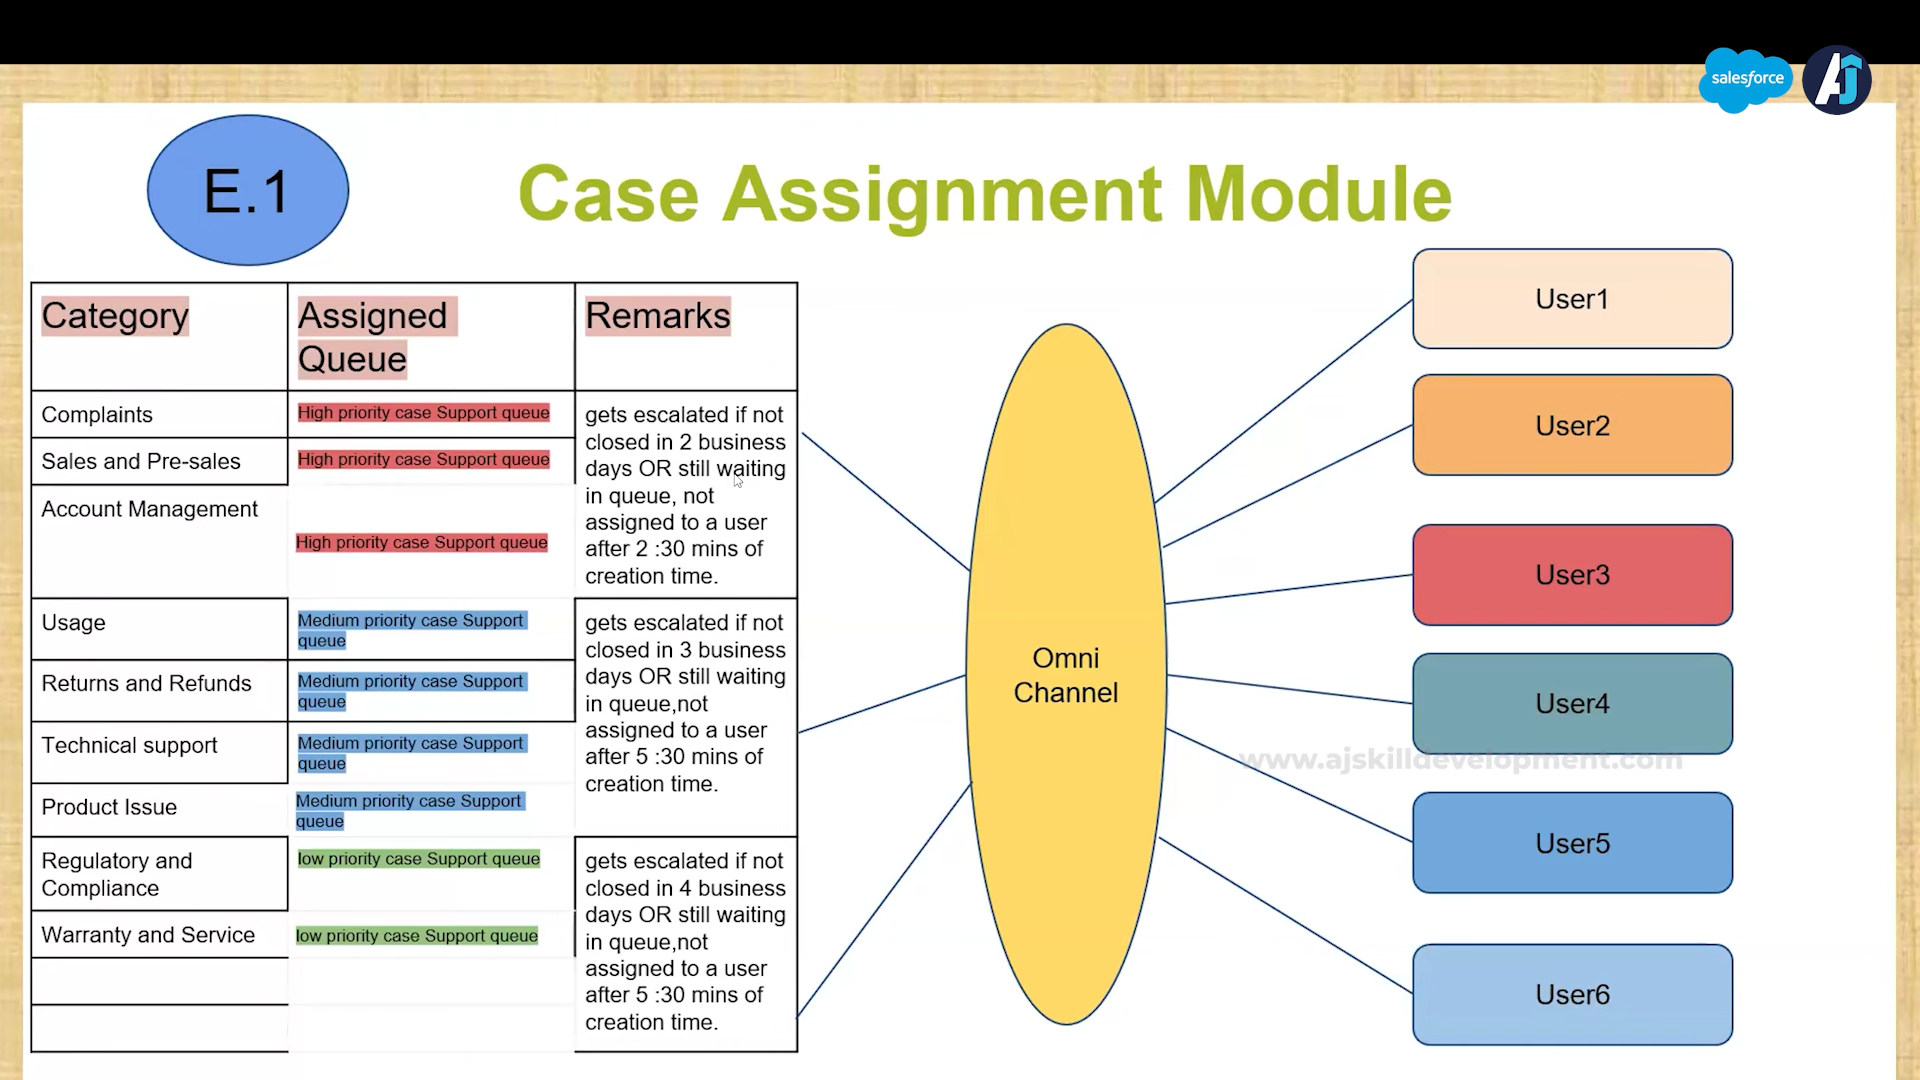 salesforce
AJ
E.1
Case Assignment Module
Category
Assigned
Queue
Remarks
Complaints
High priority case Support queue
Sales and Pre-sales
High priority case Support queue
Account Management
High priority case Support queue
gets escalated if not
closed in 2 business
days OR still waiting
in queue, not
assigned to a user
after 2 :30 mins of
creation time.
Usage
Medium priority case Support
queue
Returns and Refunds
Medium priority case Support
queue
Technical support
Medium priority case Support
queue
Product Issue
Medium priority case Support
queue
gets escalated if not
closed in 3 business
days OR still waiting
in queue,not
assigned to a user
after 5 :30 mins of
creation time.
Regulatory and
Compliance
low priority case Support queue
Warranty and Service
low priority case Support queue
gets escalated if not
closed in 4 business
days OR still waiting
in queue,not
assigned to a user
after 5 :30 mins of
creation time.
Omni
Channel
User1
User2
User3
User4
www.ajskilldevelopment.com
User5
User6